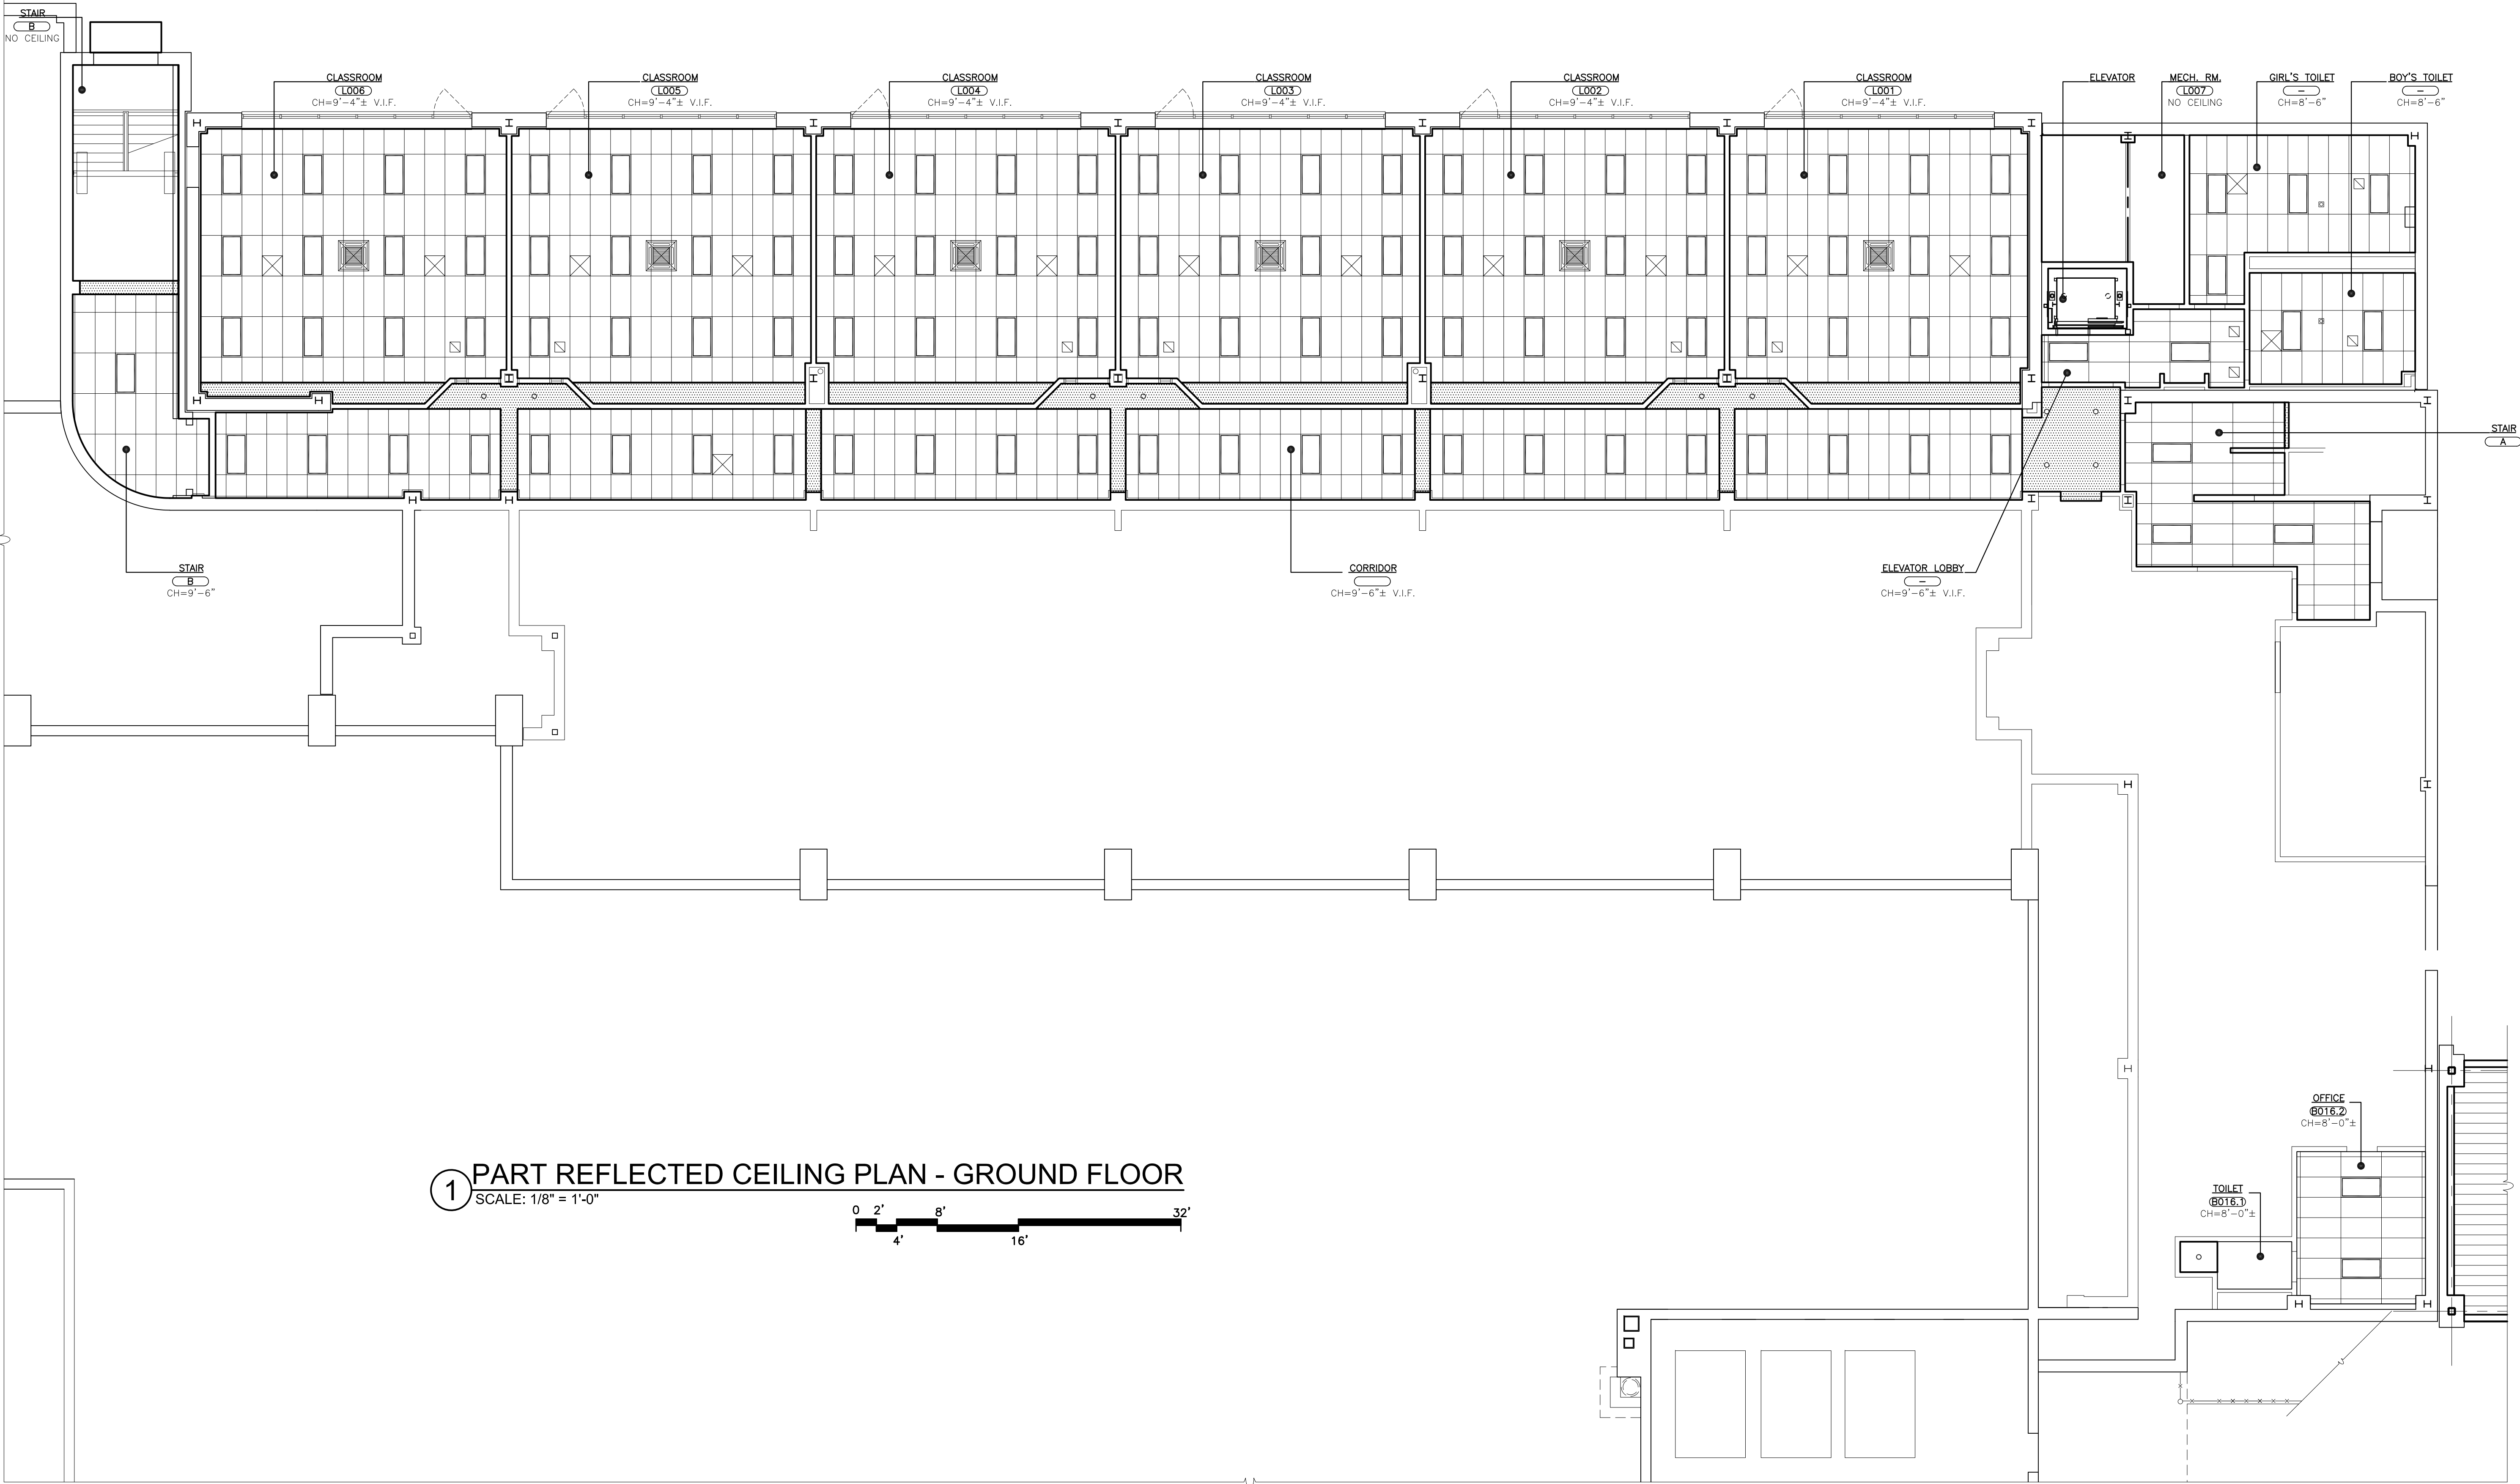 STAIR
B
NO CEILING
CLASSROOM
L006
CH=9'-4"± V.I.F.
CLASSROOM
L005
CH=9'-4"± V.I.F.
CLASSROOM
L004
CH=9'-4"± V.I.F.
CLASSROOM
L003
CH=9'-4"± V.I.F.
CLASSROOM
L002
CH=9'-4"± V.I.F.
CLASSROOM
L001
CH=9'-4"± V.I.F.
ELEVATOR
MECH. RM.
L007
NO CEILING
GIRL'S TOILET
-
CH=8'-6"
BOY'S TOILET
-
CH=8'-6"
STAIR
A
STAIR
B
CH=9'-6"
CORRIDOR
CH=9'-6"± V.I.F.
ELEVATOR LOBBY
-
CH=9'-6"± V.I.F.
OFFICE
B016.2
CH=8'-0"±
TOILET
B016.1
CH=8'-0"±
1 PART REFLECTED CEILING PLAN - GROUND FLOOR
SCALE: 1/8" = 1'-0"
0 2' 8' 32'
4' 16'